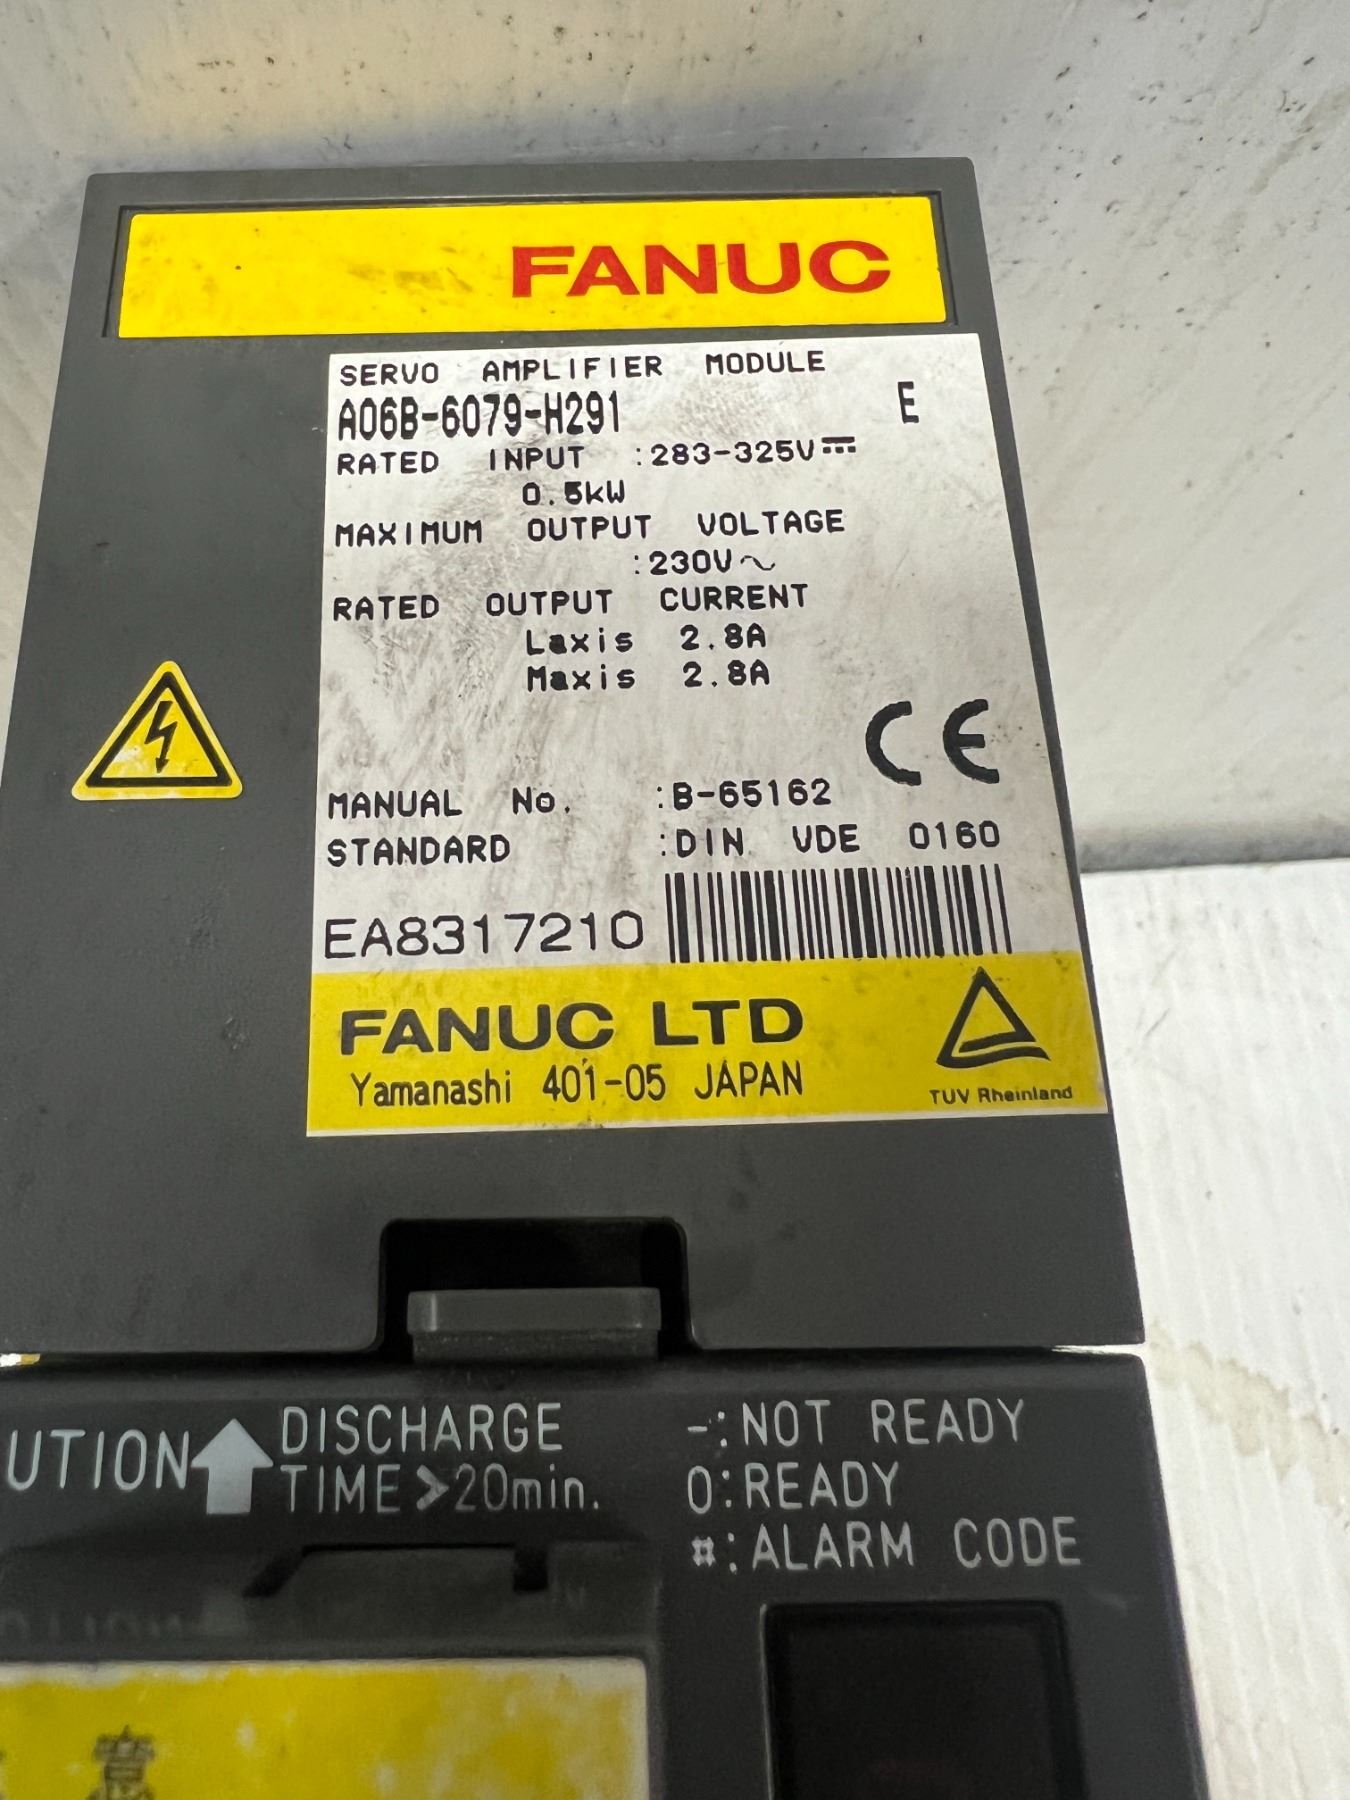 FANUC
SERVO AMPLIFIER MODULE
A06B-6079-H291 E
RATED INPUT :283-325V⎓
0.5kW
MAXIMUM OUTPUT VOLTAGE
:230V~
RATED OUTPUT CURRENT
Laxis 2.8A
Maxis 2.8A
CE
MANUAL No. :B-65162
STANDARD :DIN VDE 0160
EA8317210
FANUC LTD
Yamanashi 401-05 JAPAN
TUV Rheinland
UTION DISCHARGE
TIME>20min.
-:NOT READY
0:READY
#:ALARM CODE